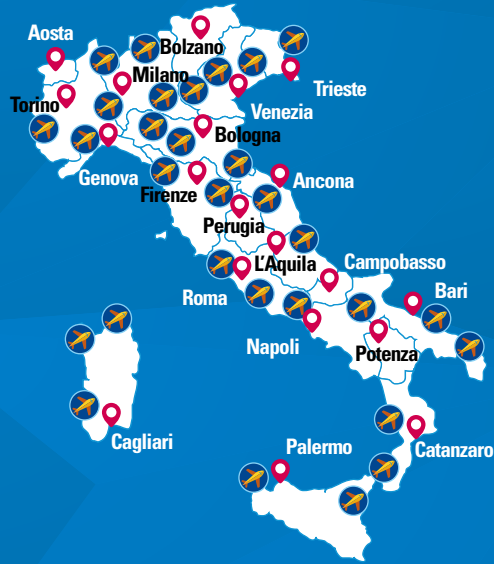 Aosta
Bolzano
Milano
Trieste
Torino
Venezia
Bologna
Genova
Firenze
Ancona
Perugia
L'Aquila
Campobasso
Roma
Bari
Napoli
Potenza
Cagliari
Palermo
Catanzaro